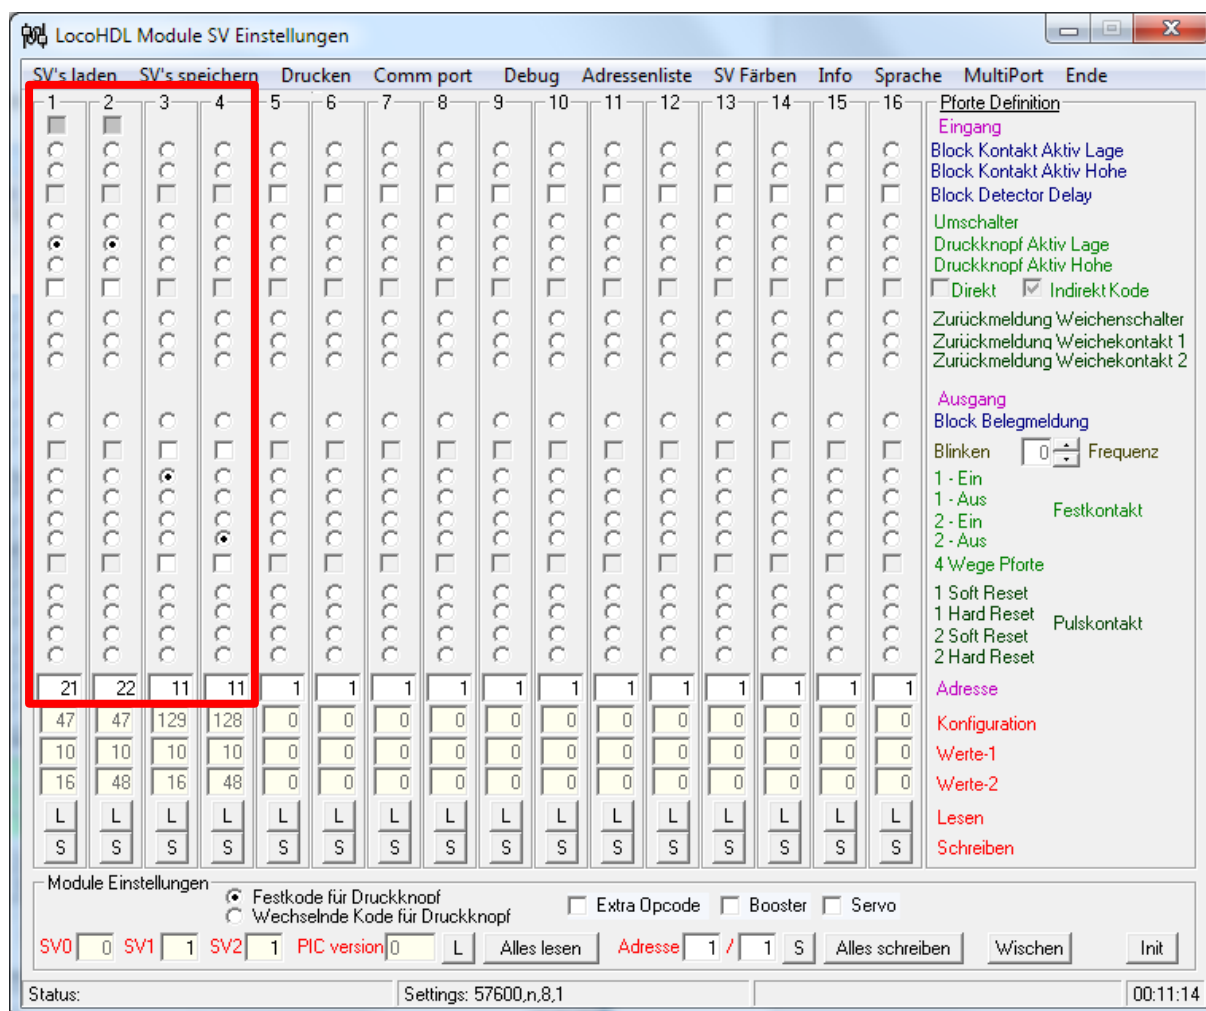 LocoHDL Module SV Einstellungen
SV's laden SV's speichern Drucken Comm port Debug Adressenliste SV Färben Info Sprache MultiPort Ende
1 2 3 4 5 6 7 8 9 10 11 12 13 14 15 16 Pforte Definition
Eingang
Block Kontakt Aktiv Lage
Block Kontakt Aktiv Hohe
Block Detector Delay
Umschalter
Druckknopf Aktiv Lage
Druckknopf Aktiv Hohe
Direkt Indirekt Kode
Zurückmeldung Weichenschalter
Zurückmeldung Weichekontakt 1
Zurückmeldung Weichekontakt 2
Ausgang
Block Belegmeldung
Blinken 0 Frequenz
1 - Ein
1 - Aus
Festkontakt
2 - Ein
2 - Aus
4 Wege Pforte
1 Soft Reset
1 Hard Reset
Pulskontakt
2 Soft Reset
2 Hard Reset
21 22 11 11 1 1 1 1 1 1 1 1 1 1 1 1 Adresse
47 47 129 128 0 0 0 0 0 0 0 0 0 0 0 0 Konfiguration
10 10 10 10 0 0 0 0 0 0 0 0 0 0 0 0 Werte-1
16 48 16 48 0 0 0 0 0 0 0 0 0 0 0 0 Werte-2
L L L L L L L L L L L L L L L L Lesen
S S S S S S S S S S S S S S S S Schreiben
Module Einstellungen
Festkode für Druckknopf
Wechselnde Kode für Druckknopf
Extra Opcode Booster Servo
SV0 0 SV1 1 SV2 1 PIC version 0 L Alles lesen Adresse 1 / 1 S Alles schreiben Wischen Init
Status: Settings: 57600,n,8,1 00:11:14